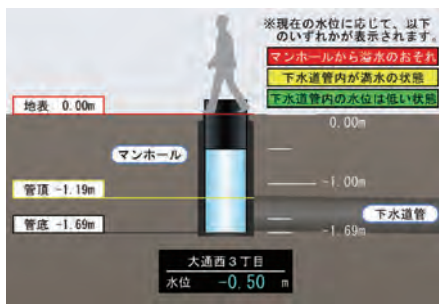 ※現在の水位に応じて、以下
のいずれかが表示されます。
マンホールから溢水のおそれ
下水道管内が満水の状態
下水道管内の水位は低い状態
地表 0.00m
0.00m
マンホール
-1.00m
管頂 -1.19m
下水道管
管底 -1.69m
-1.69m
大通西3丁目
水位 -0.50 m